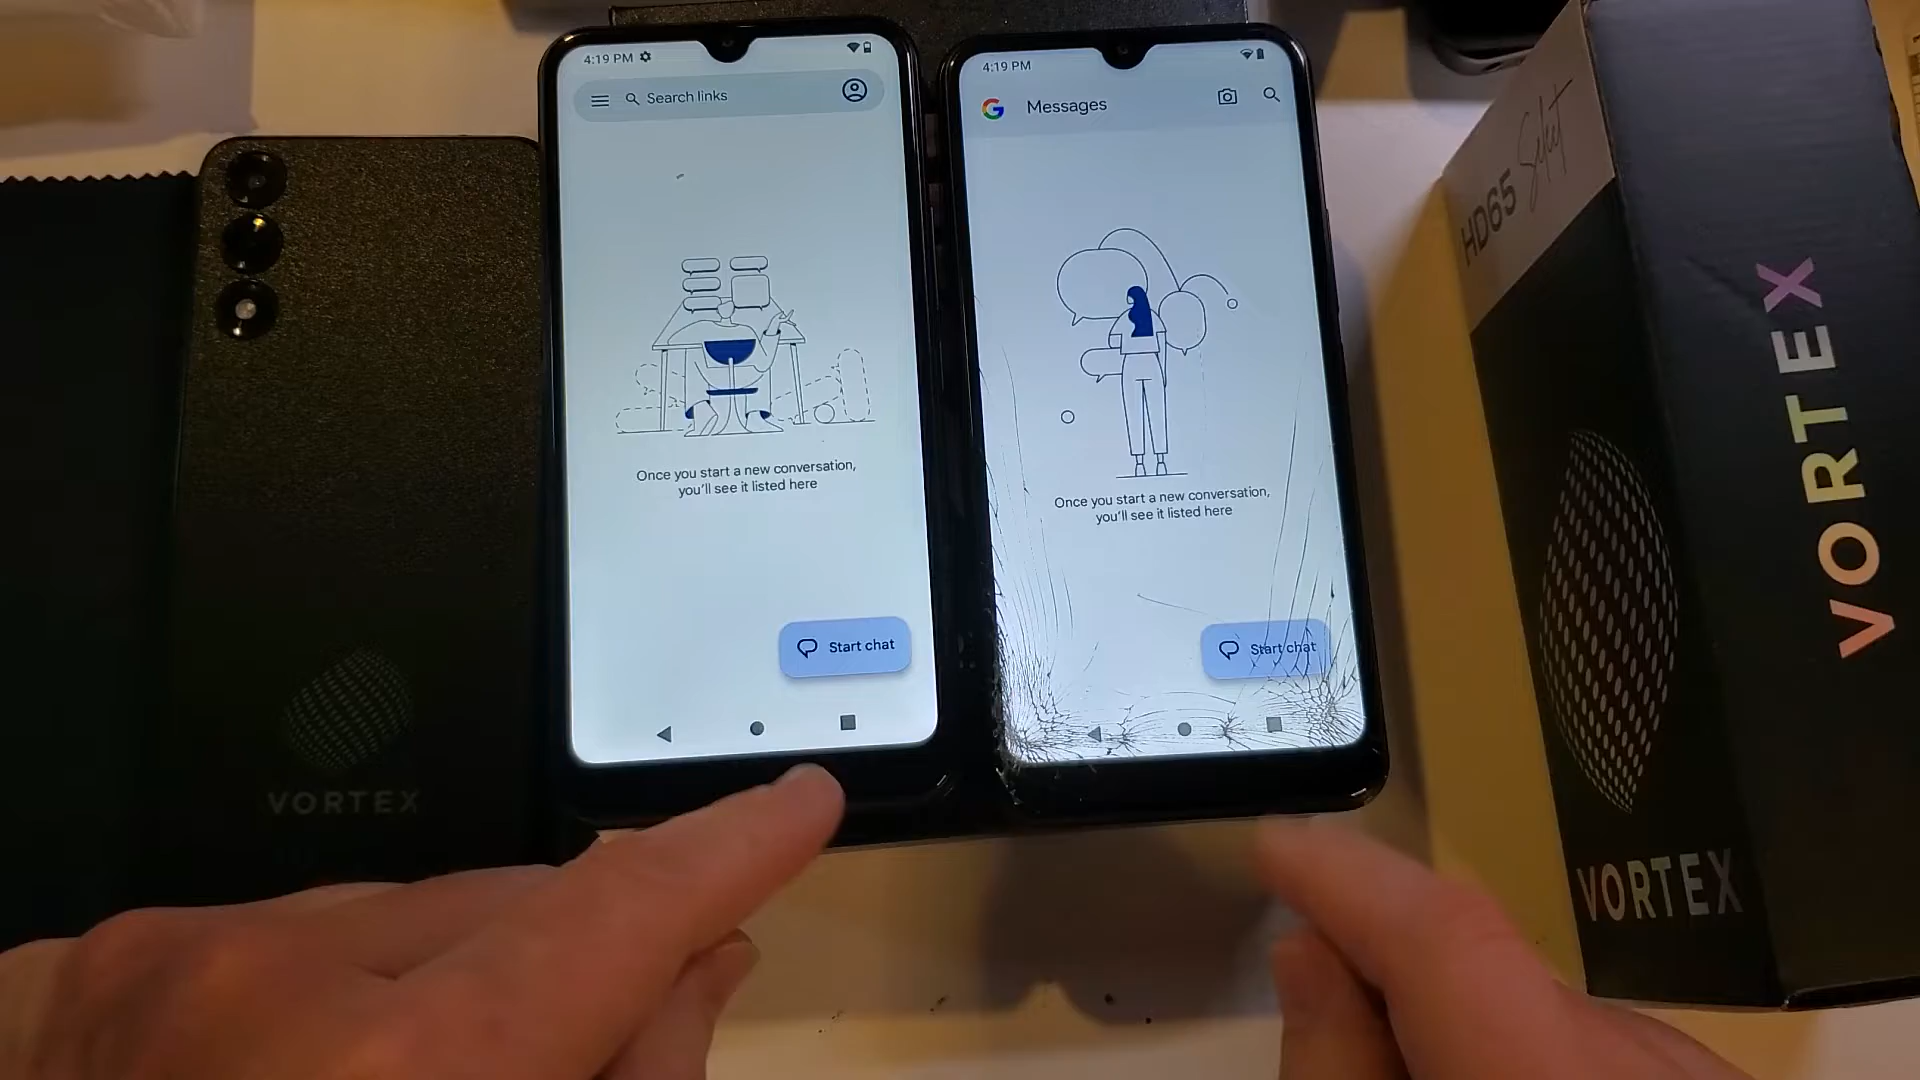 4:19 PM
Search links
Once you start a new conversation,
you'll see it listed here
Start chat
4:19 PM
Messages
Once you start a new conversation,
you'll see it listed here
Start chat
VORTEX
HD65 Select
VORTEX
VORTEX